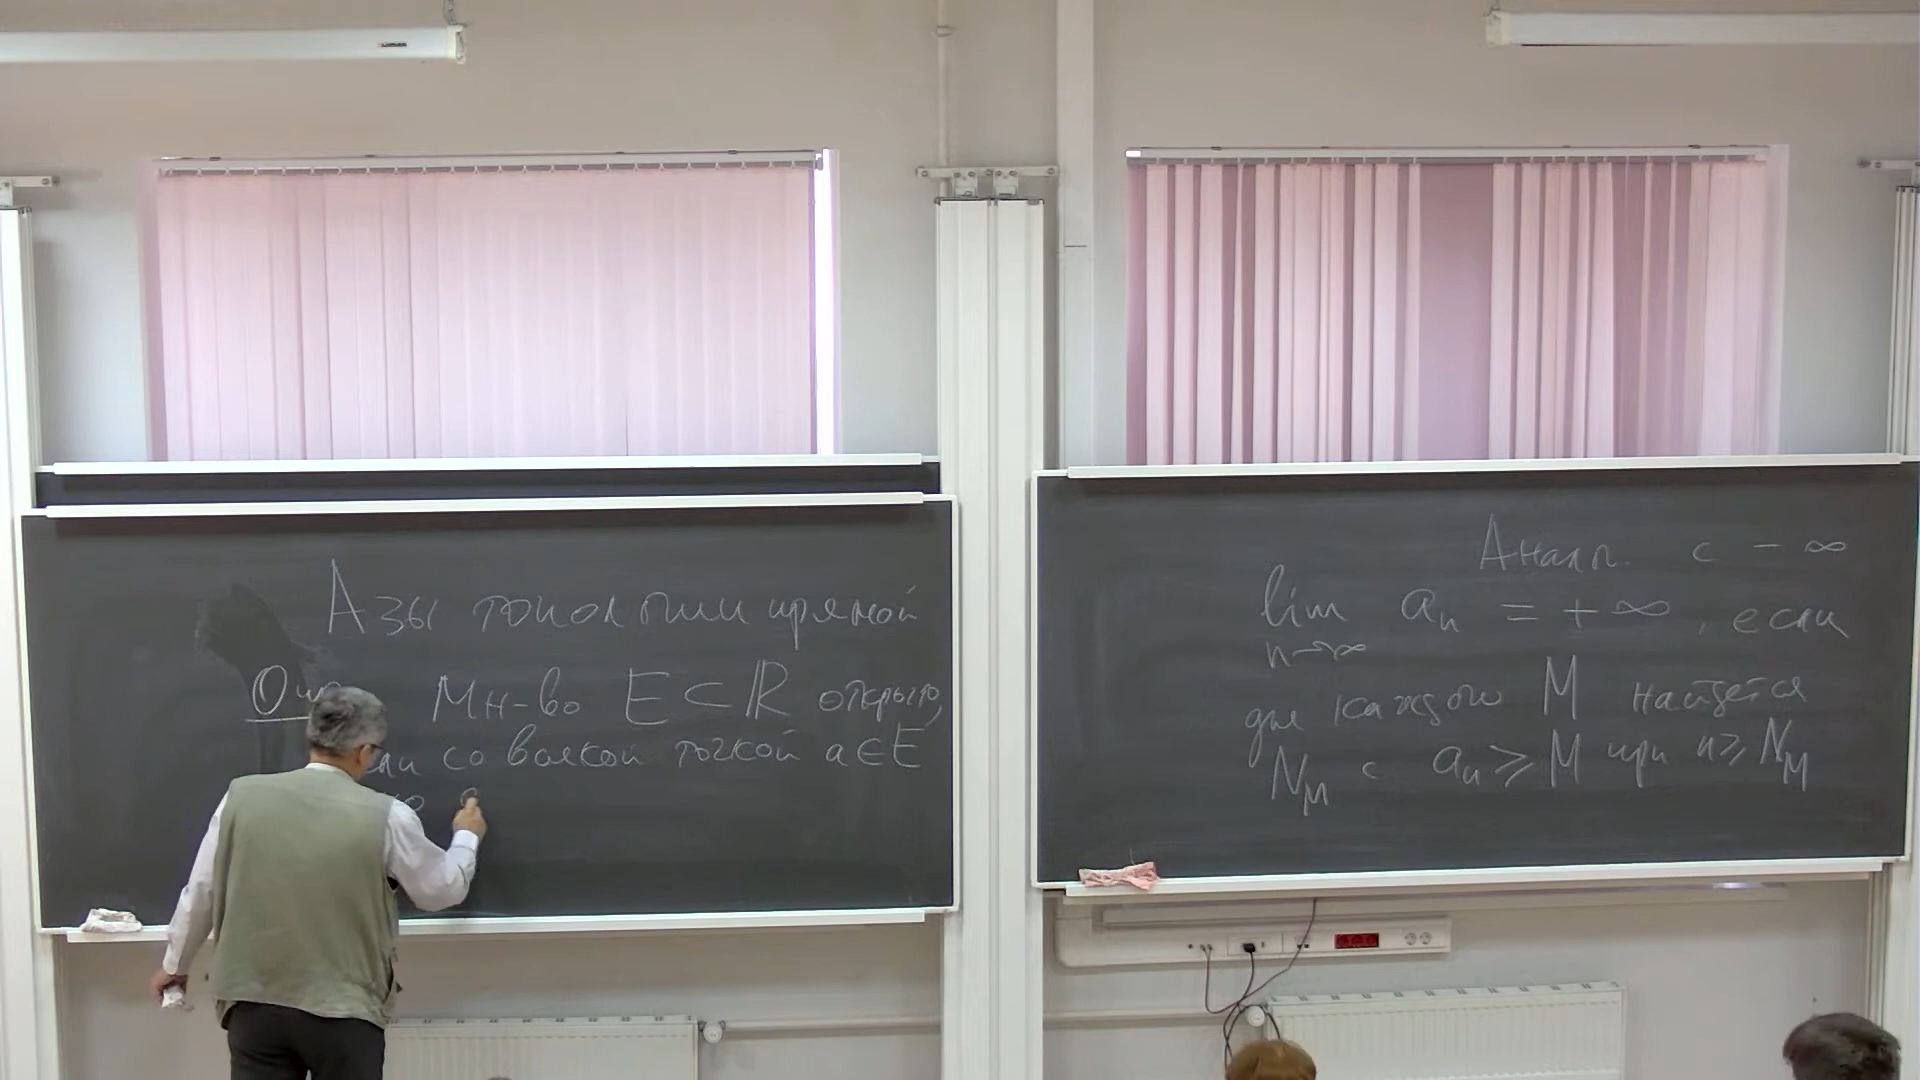 Азы топологии прямой
Мн-во E ⊂ ℝ открыто,
со всякой точкой a ∈ E
Анал. с - ∞
lim aₙ = + ∞, если
n→∞
для каждого M найдется
N_M с aₙ ⩾ M при n ⩾ N_M